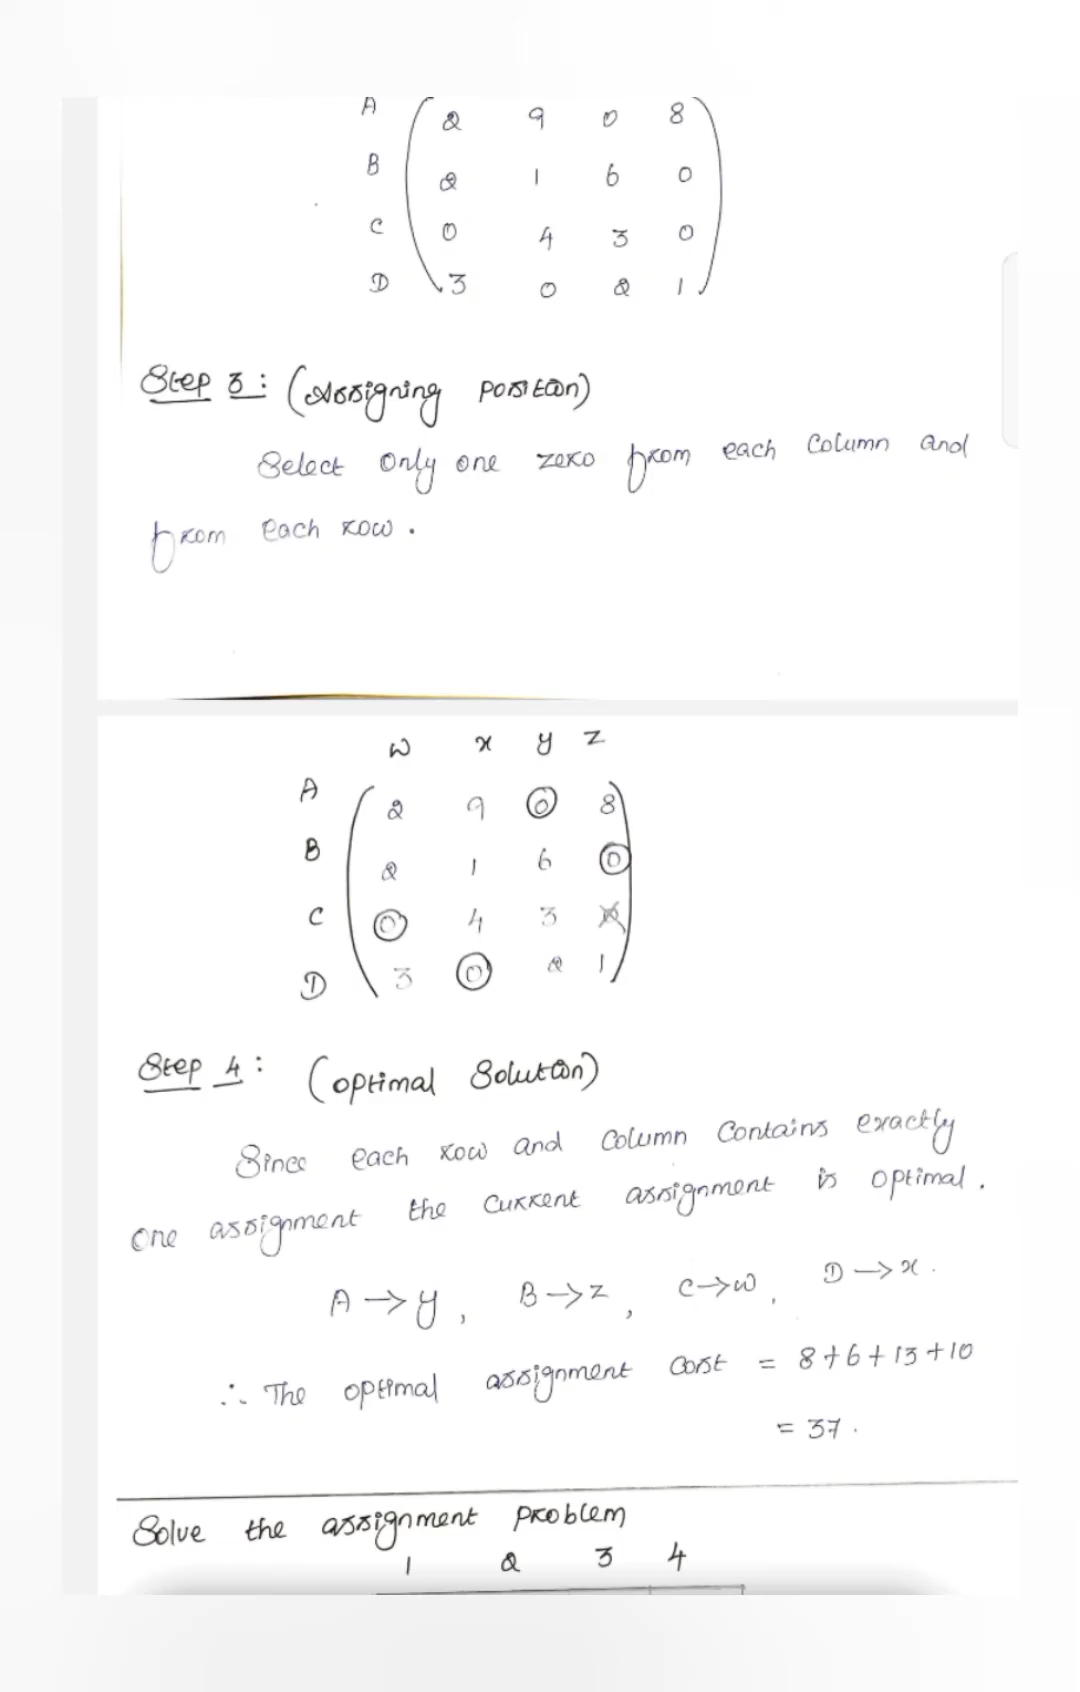 A 2 9 0 8
B 2 1 6 0
C 0 4 3 0
D 3 0 2 1
Step 3: (Assigning position)
Select only one zero from each column and
from each row.
w x y z
A 2 9 0 8
B 2 1 6 0
C 0 4 3 0
D 3 0 2 1
Step 4: (optimal solution)
Since each row and column contains exactly
one assignment the current assignment is optimal.
A → y, B → z, C → w, D → x.
∴ The optimal assignment cost = 8 + 6 + 13 + 10
= 37.
Solve the assignment problem
1 2 3 4